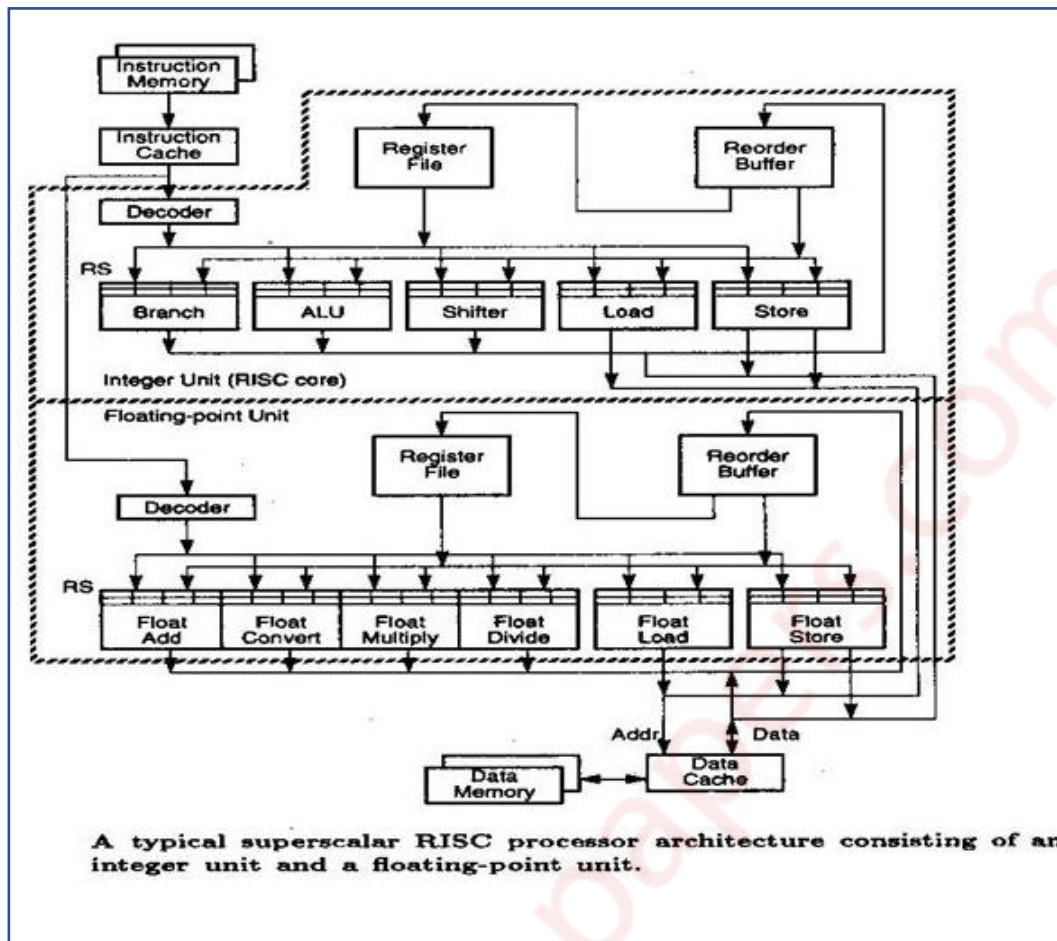 Instruction
Memory
Instruction
Cache
Register
File
Reorder
Buffer
Decoder
RS
Branch
ALU
Shifter
Load
Store
Integer Unit (RISC core)
Floating-point Unit
Register
File
Reorder
Buffer
Decoder
RS
Float
Add
Float
Convert
Float
Multiply
Float
Divide
Float
Load
Float
Store
Addr
Data
Data
Memory
Data
Cache
A typical superscalar RISC processor architecture consisting of an
integer unit and a floating-point unit.
papers.com